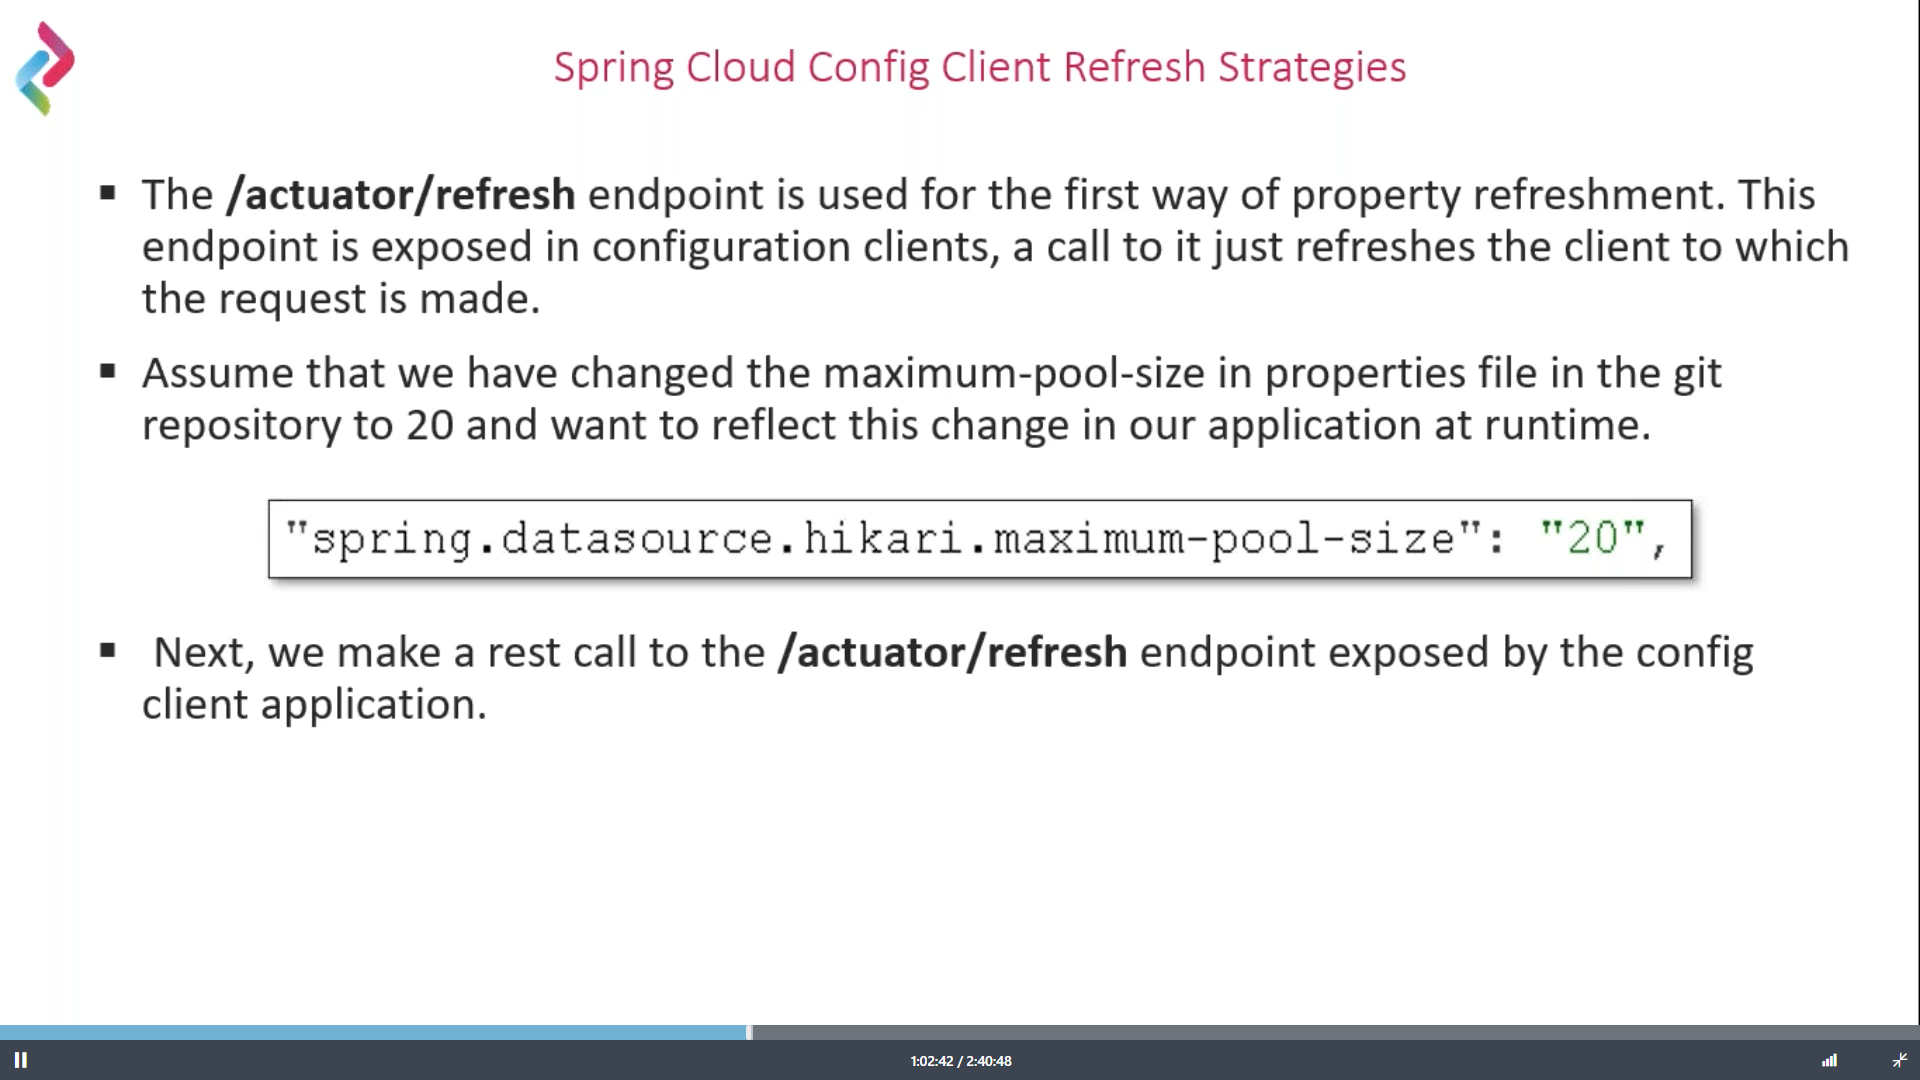 Spring Cloud Config Client Refresh Strategies
▪ The /actuator/refresh endpoint is used for the first way of property refreshment. This
endpoint is exposed in configuration clients, a call to it just refreshes the client to which
the request is made.
▪ Assume that we have changed the maximum-pool-size in properties file in the git
repository to 20 and want to reflect this change in our application at runtime.
"spring.datasource.hikari.maximum-pool-size": "20",
▪ Next, we make a rest call to the /actuator/refresh endpoint exposed by the config
client application.
1:02:42 / 2:40:48